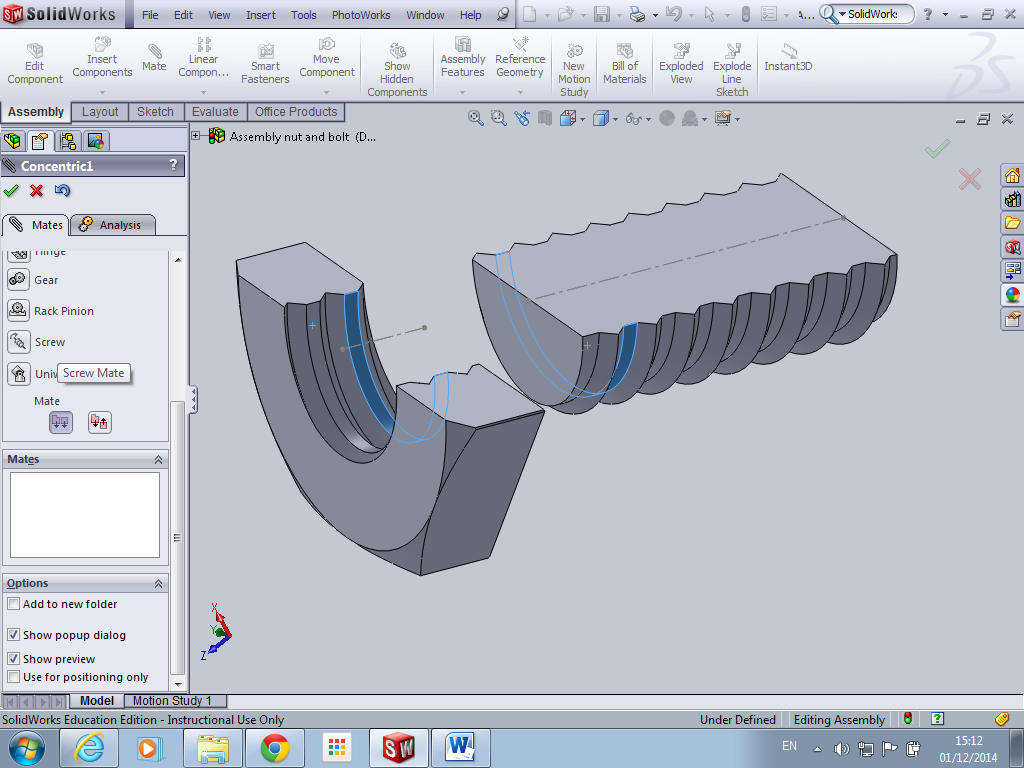 SW SolidWorks File Edit View Insert Tools PhotoWorks Window Help A... SolidWorks ?
Edit Component
Insert Components
Mate
Linear Compon...
Smart Fasteners
Move Component
Show Hidden Components
Assembly Features
Reference Geometry
New Motion Study
Bill of Materials
Exploded View
Explode Line Sketch
Instant3D
Assembly Layout Sketch Evaluate Office Products
Assembly nut and bolt (D...
Concentric1 ?
Mates Analysis
Hinge
Gear
Rack Pinion
Screw
Univ
Screw Mate
Mate
Mates
Options
Add to new folder
Show popup dialog
Show preview
Use for positioning only
X
Y
Z
Model Motion Study 1
SolidWorks Education Edition - Instructional Use Only Under Defined Editing Assembly ?
EN 15:12
01/12/2014